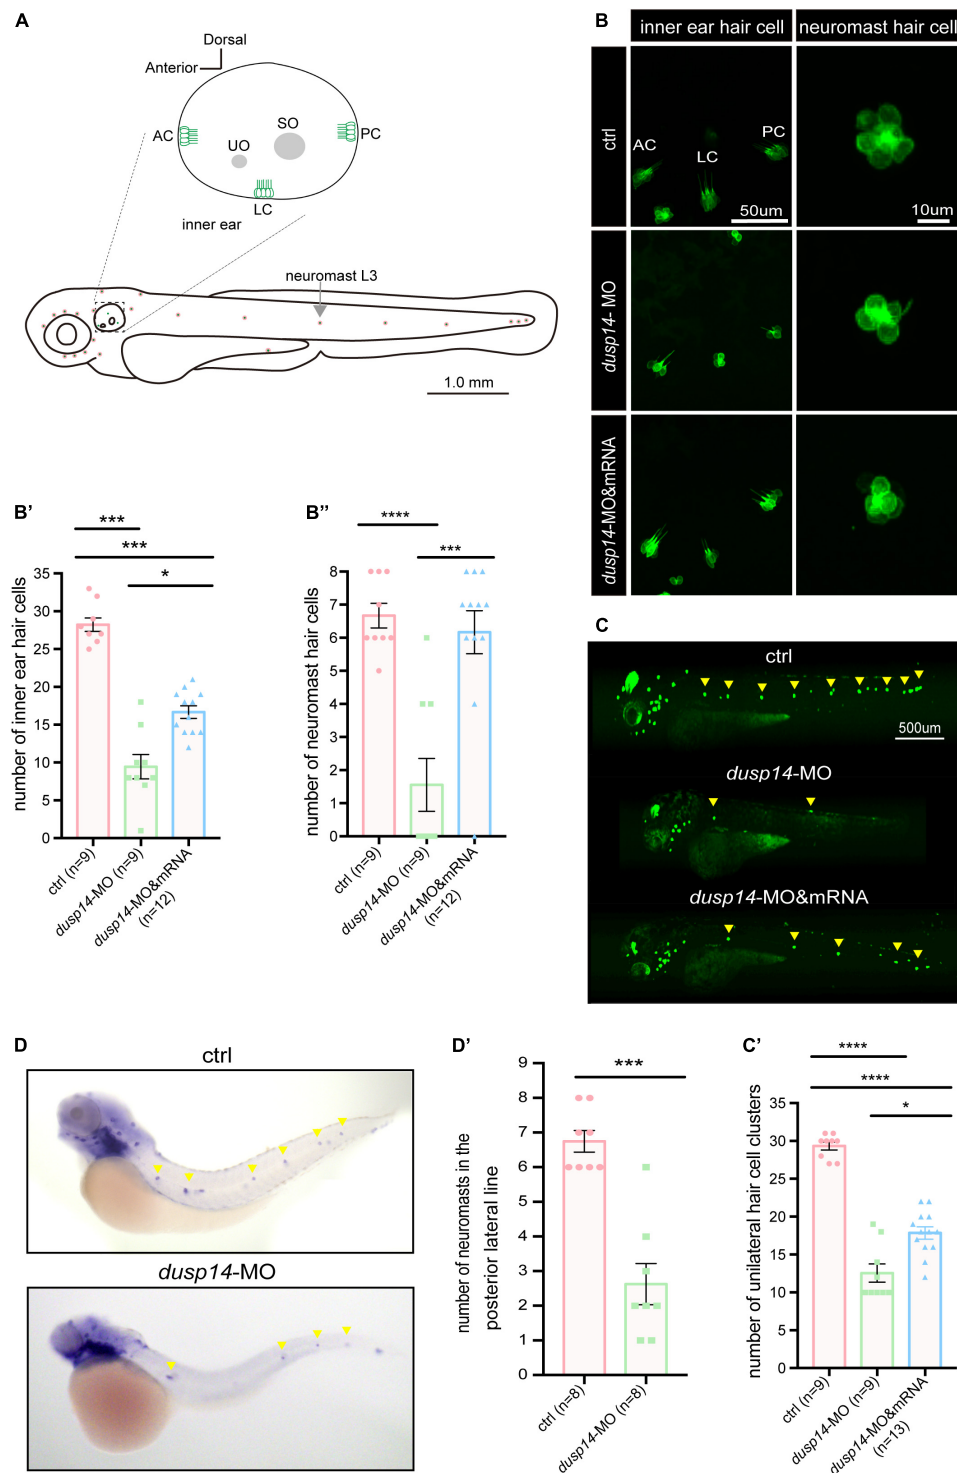 A
Dorsal
Anterior
AC
SO
UO
PC
LC
inner ear
neuromast L3
1.0 mm
B
inner ear hair cell
neuromast hair cell
ctrl
AC
LC
PC
50um
10um
dusp14- MO
dusp14-MO&mRNA
B'
***
***
*
number of inner ear hair cells
35
30
25
20
15
10
5
0
ctrl (n=9)
dusp14-MO (n=9)
dusp14-MO&mRNA
(n=12)
B''
****
***
number of neuromast hair cells
8
7
6
5
4
3
2
1
0
ctrl (n=9)
dusp14-MO (n=9)
dusp14-MO&mRNA
(n=12)
C
ctrl
500um
dusp14-MO
dusp14-MO&mRNA
D
ctrl
dusp14-MO
D'
***
number of neuromasts in the
posterior lateral line
9
8
7
6
5
4
3
2
1
0
ctrl (n=8)
dusp14-MO (n=8)
C'
****
****
*
number of unilateral hair cell clusters
35
30
25
20
15
10
5
0
ctrl (n=9)
dusp14-MO (n=9)
dusp14-MO&mRNA
(n=13)